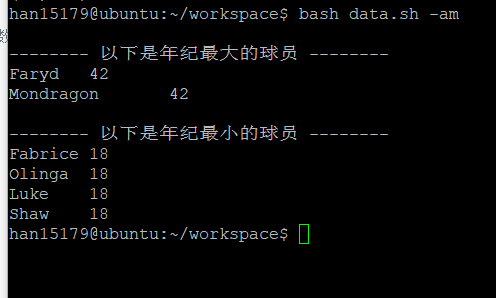 han15179@ubuntu:~/workspace$ bash data.sh -am
-------- 以下是年纪最大的球员 --------
Faryd   42
Mondragon       42
-------- 以下是年纪最小的球员 --------
Fabrice 18
Olinga  18
Luke    18
Shaw    18
han15179@ubuntu:~/workspace$